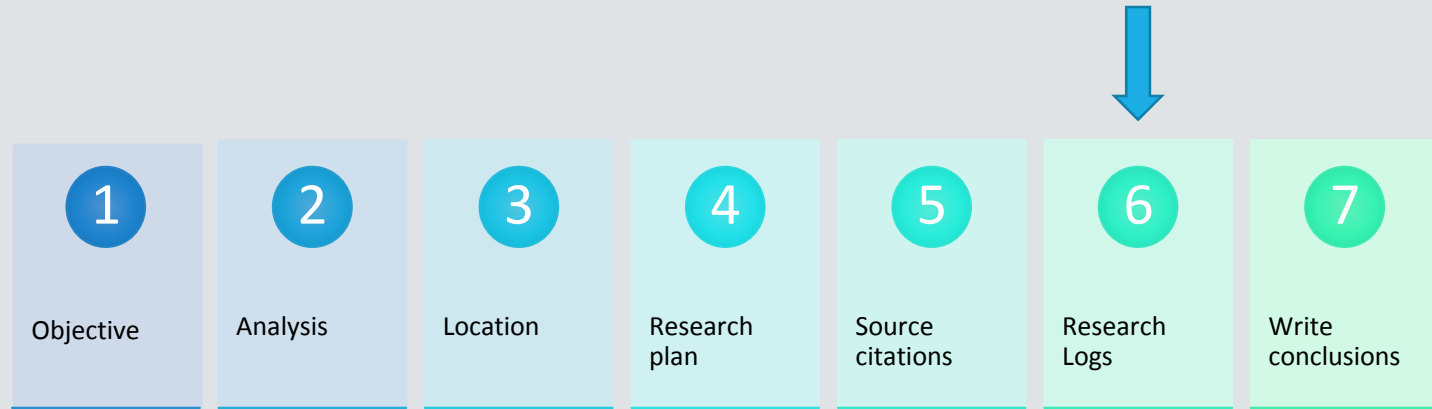 1
Objective
2
Analysis
3
Location
4
Research
plan
5
Source
citations
6
Research
Logs
7
Write
conclusions